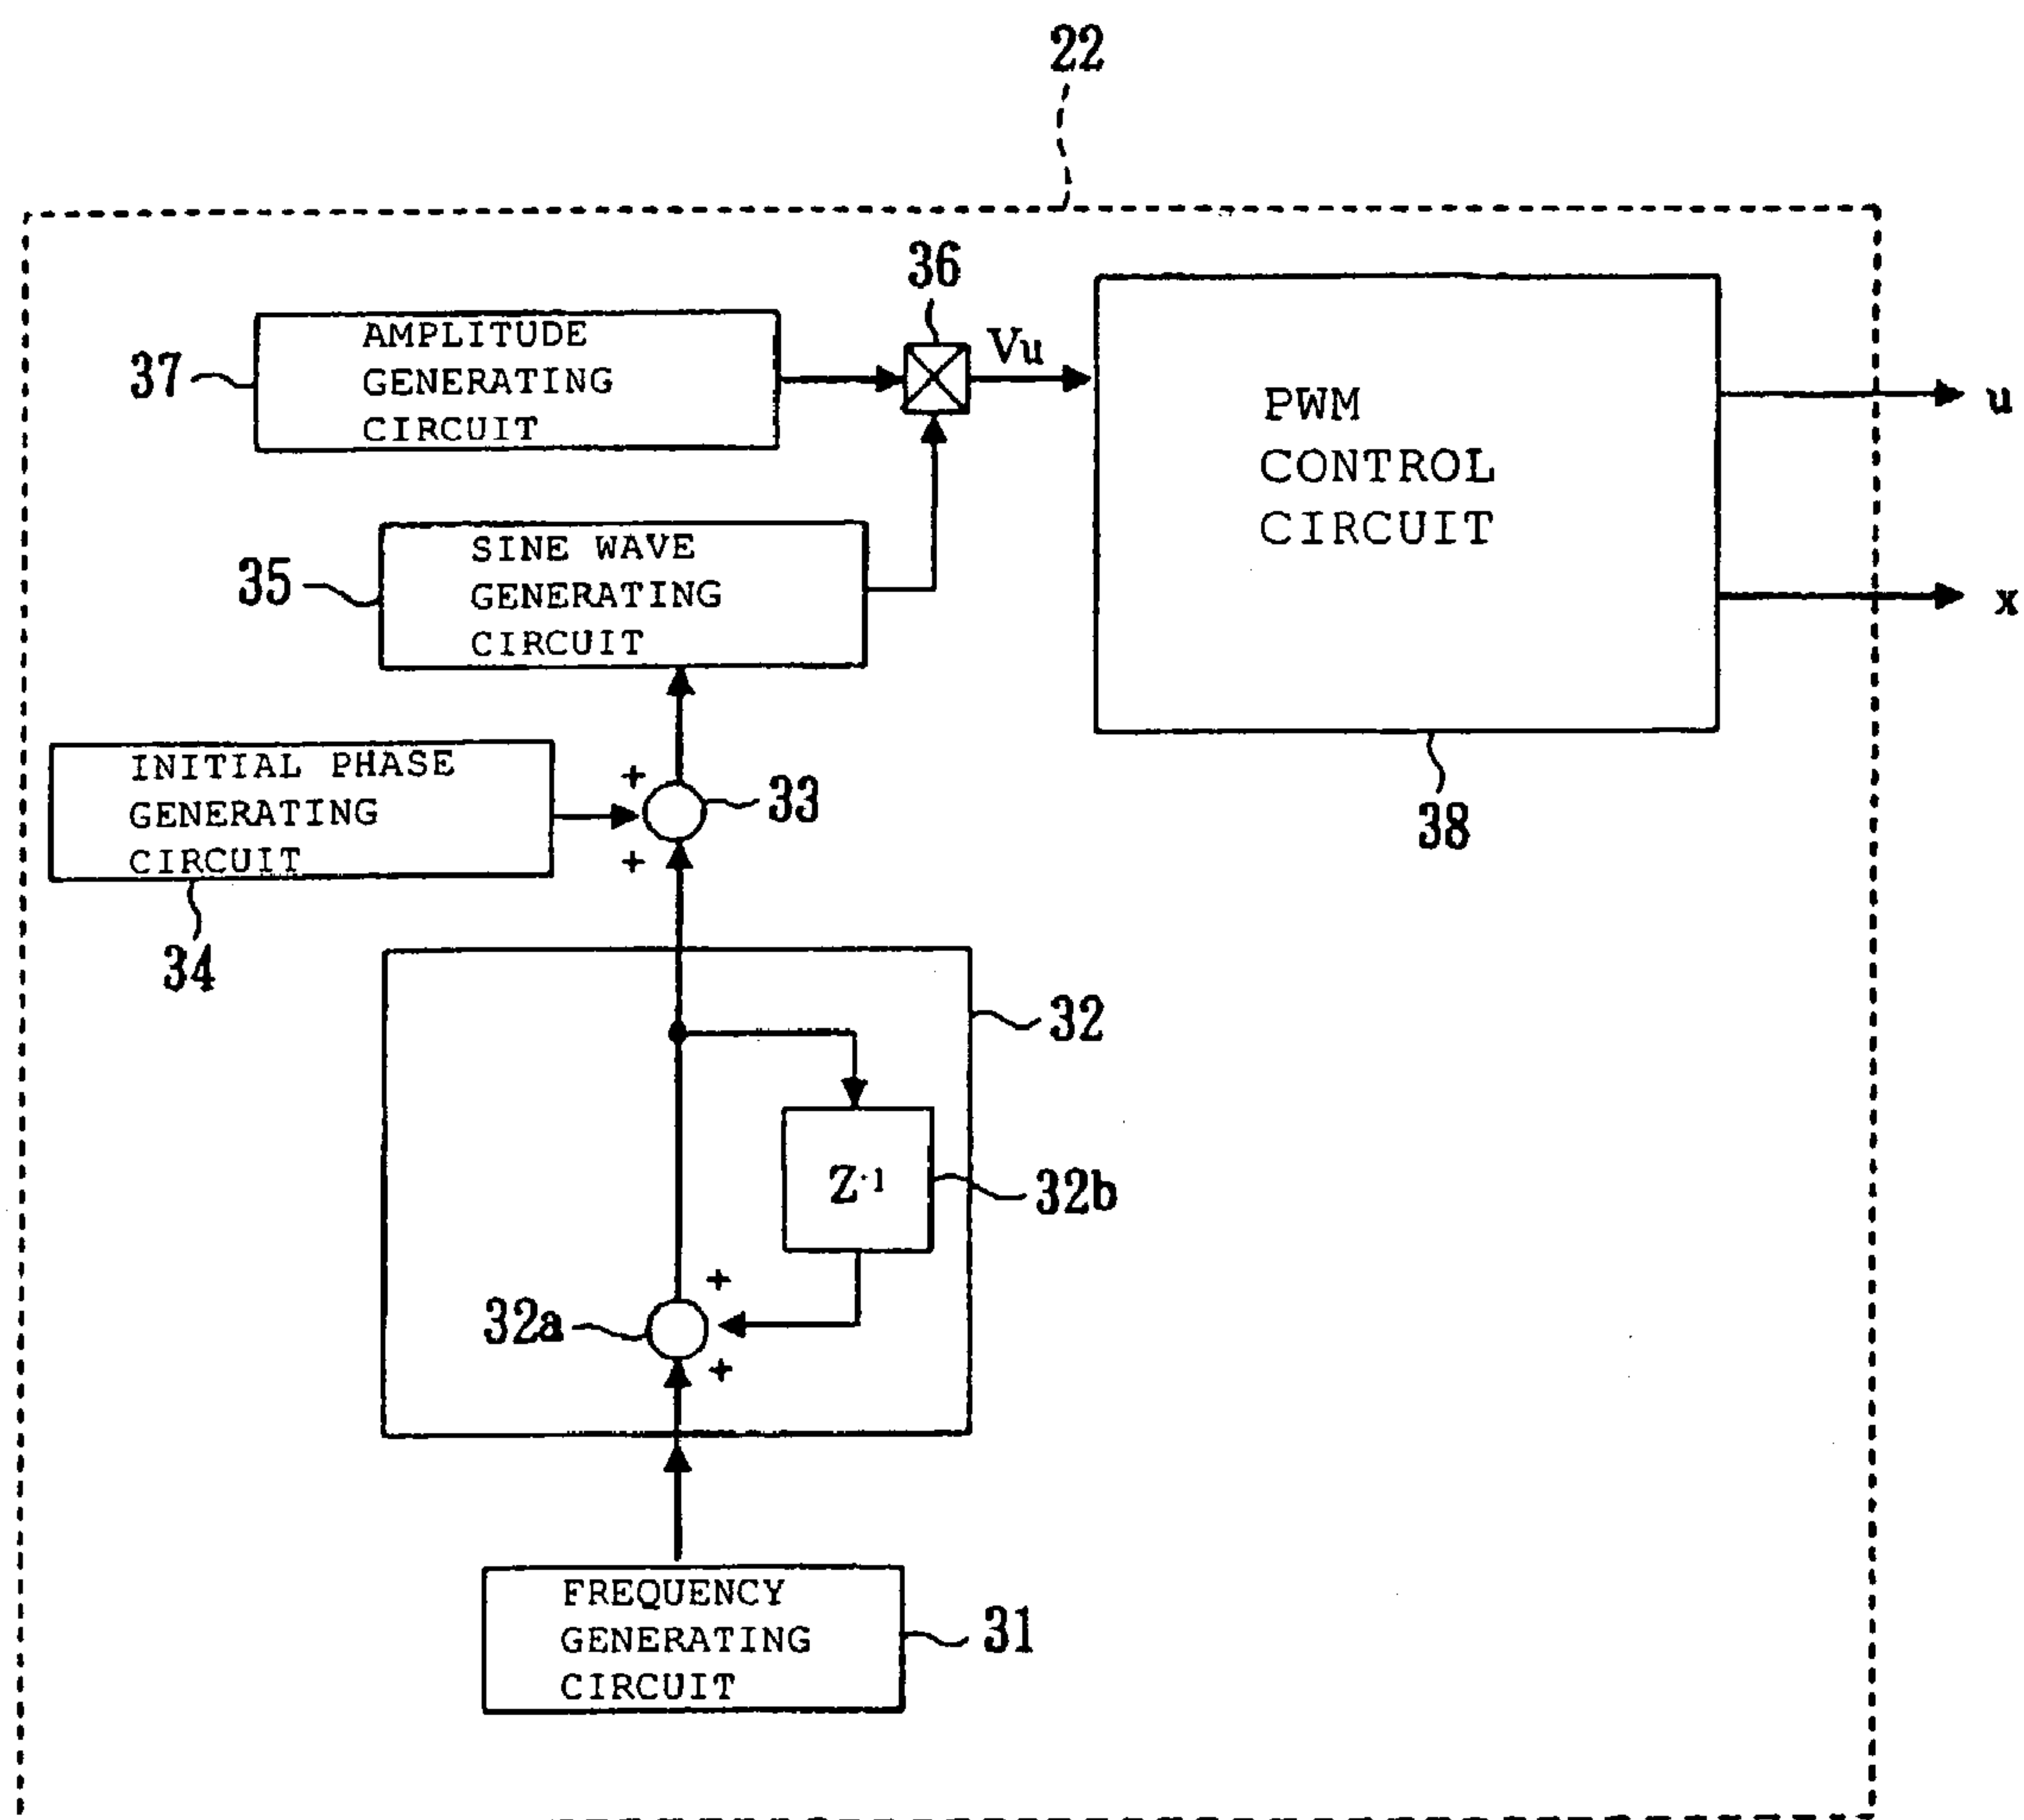 22
36
37
AMPLITUDE
GENERATING
CIRCUIT
Vu
PWM
CONTROL
CIRCUIT
u
x
35
SINE WAVE
GENERATING
CIRCUIT
38
INITIAL PHASE
GENERATING
CIRCUIT
34
+
+
33
32
Z-1
32b
32a
+
+
FREQUENCY
GENERATING
CIRCUIT
31